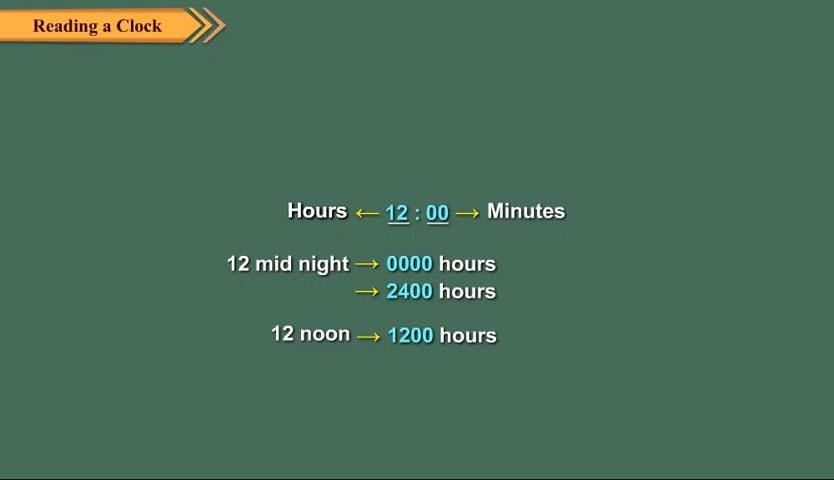 Reading a Clock
Hours ← 12 : 00 → Minutes
12 mid night → 0000 hours
→ 2400 hours
12 noon → 1200 hours